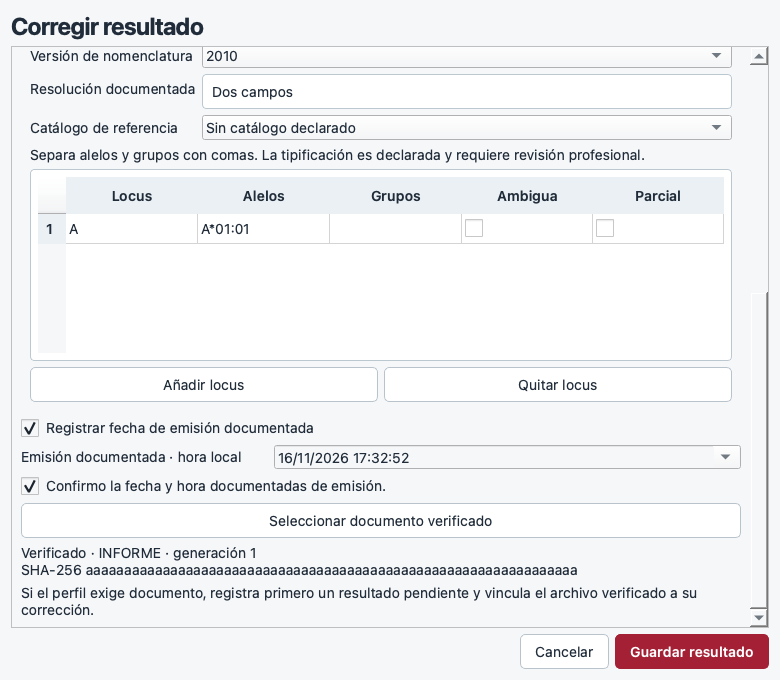 Corregir resultado
Versión de nomenclatura 2010
Resolución documentada Dos campos
Catálogo de referencia Sin catálogo declarado
Separa alelos y grupos con comas. La tipificación es declarada y requiere revisión profesional.
Locus Alelos Grupos Ambigua Parcial
1 A A*01:01
Añadir locus Quitar locus
Registrar fecha de emisión documentada
Emisión documentada · hora local 16/11/2026 17:32:52
Confirmo la fecha y hora documentadas de emisión.
Seleccionar documento verificado
Verificado · INFORME · generación 1
SHA-256 aaaaaaaaaaaaaaaaaaaaaaaaaaaaaaaaaaaaaaaaaaaaaaaaaaaaaaaaaaaaaaaa
Si el perfil exige documento, registra primero un resultado pendiente y vincula el archivo verificado a su
corrección.
Cancelar Guardar resultado